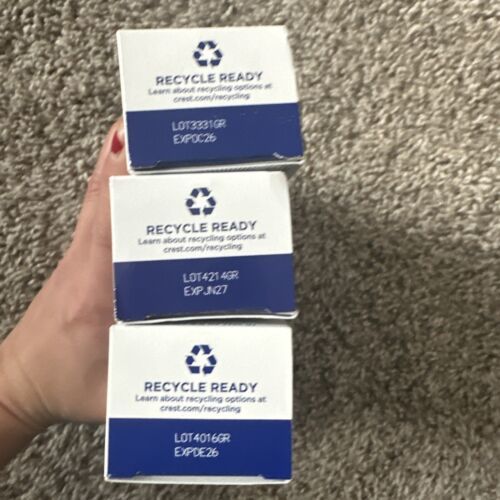 RECYCLE READY
Learn about recycling options at
crest.com/recycling
LOT3331GR
EXPOC26
RECYCLE READY
Learn about recycling options at
crest.com/recycling
LOT4214GR
EXPJN27
RECYCLE READY
Learn about recycling options at
crest.com/recycling
LOT4016GR
EXPDE26